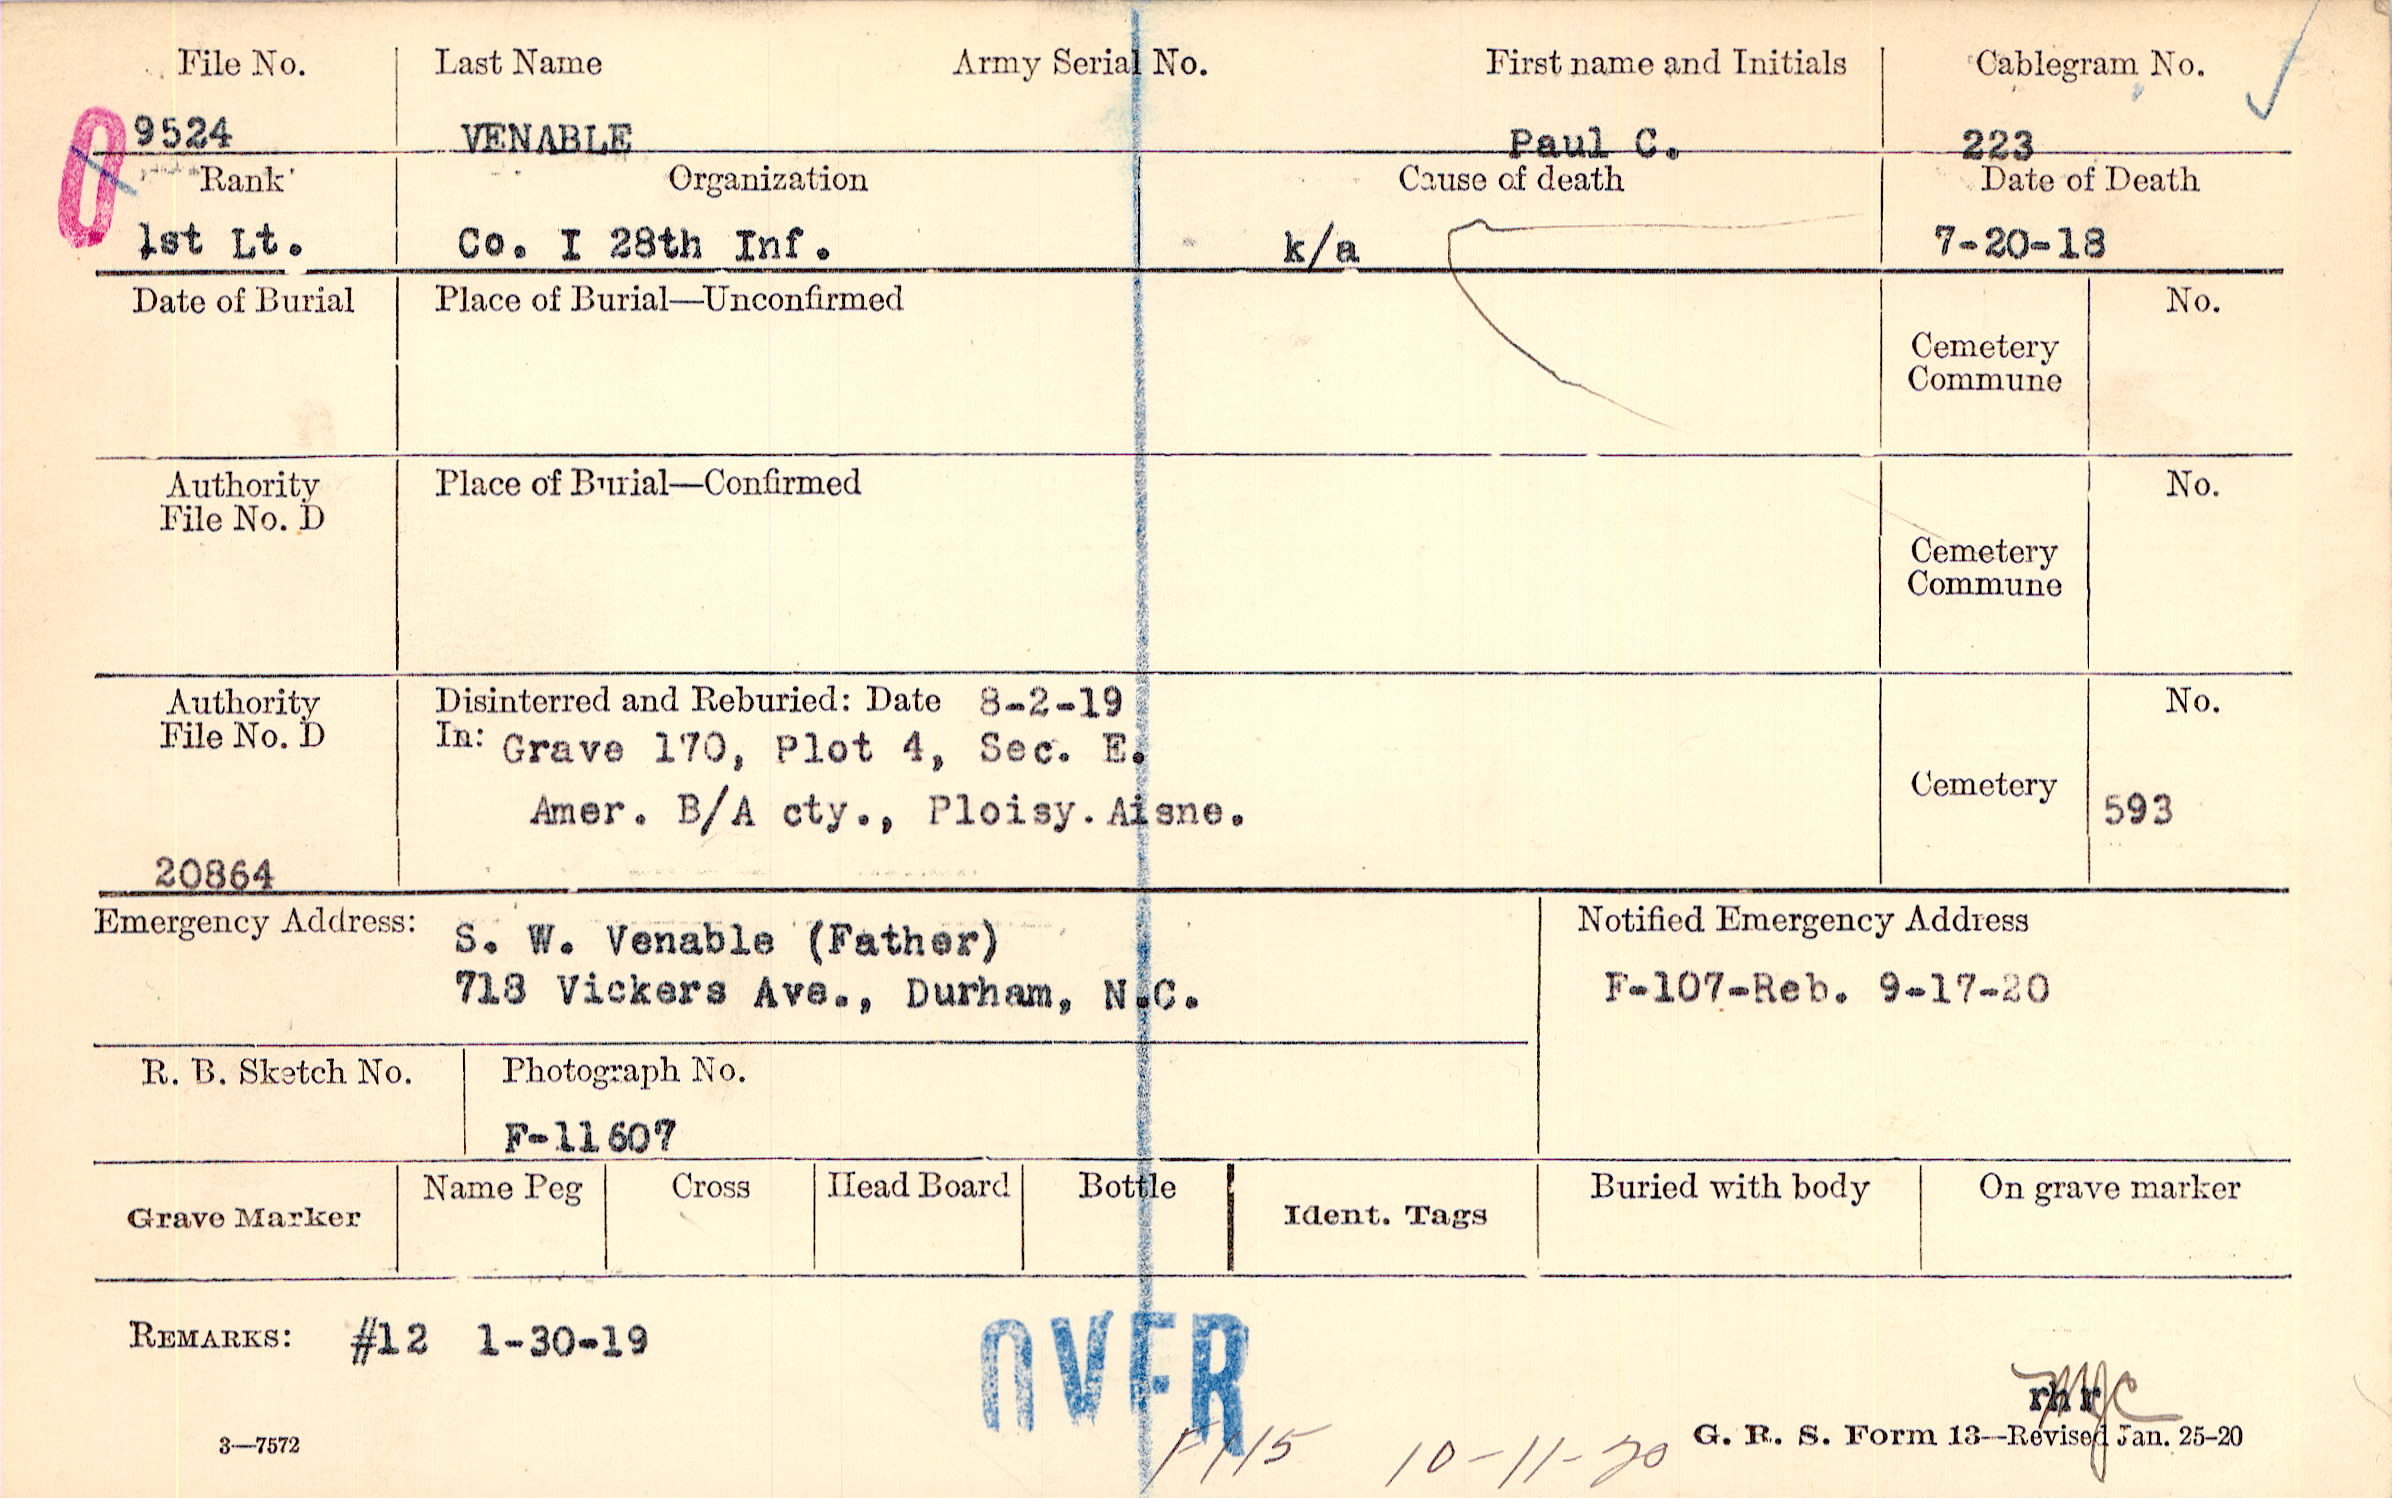 File No. Last Name Army Serial No. First name and Initials Cablegram No.
0 9524 VENABLE Paul C. 223
Rank Organization Cause of death Date of Death
1st Lt. Co. I 28th Inf. k/a 7-20-18
Date of Burial Place of Burial—Unconfirmed No.
Cemetery
Commune
Authority Place of Burial—Confirmed No.
File No. D
Cemetery
Commune
Authority Disinterred and Reburied: Date 8-2-19 No.
File No. D In: Grave 170, Plot 4, Sec. E.
Cemetery
Amer. B/A cty., Ploisy. Aisne. 593
20864
Emergency Address: S. W. Venable (Father) Notified Emergency Address
718 Vickers Ave., Durham, N.C. F-107-Reb. 9-17-20
R. B. Sketch No. Photograph No.
F-11607
Grave Marker Name Peg Cross Head Board Bottle Ident. Tags Buried with body On grave marker
REMARKS: #12 1-30-19
OVER
rhr
3—7572 F115 10-11-20 G. R. S. Form 13—Revised Jan. 25-20